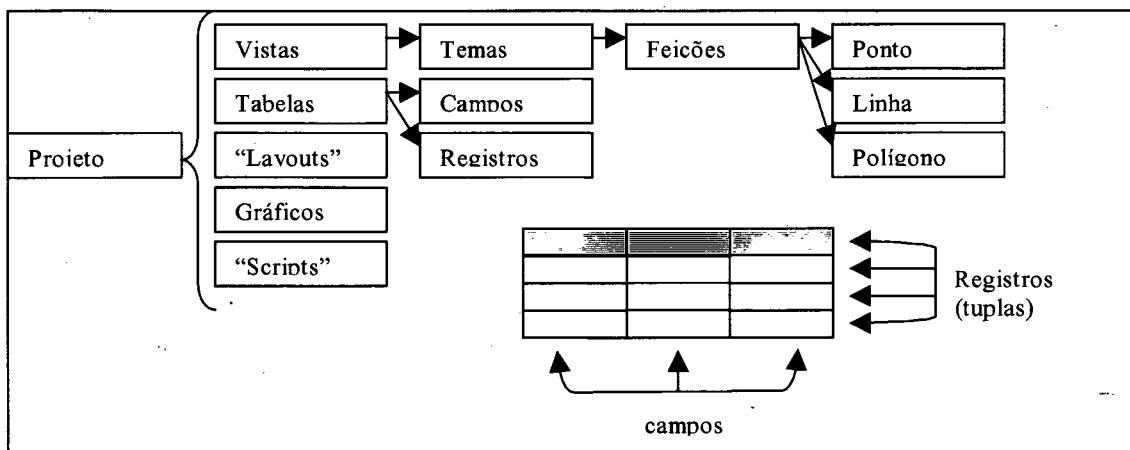 Vistas
Temas
Feições
Ponto
Tabelas
Campos
Linha
Projeto
“Layouts”
Registros
Polígono
Gráficos
“Scripts”
Registros
(tuplas)
campos